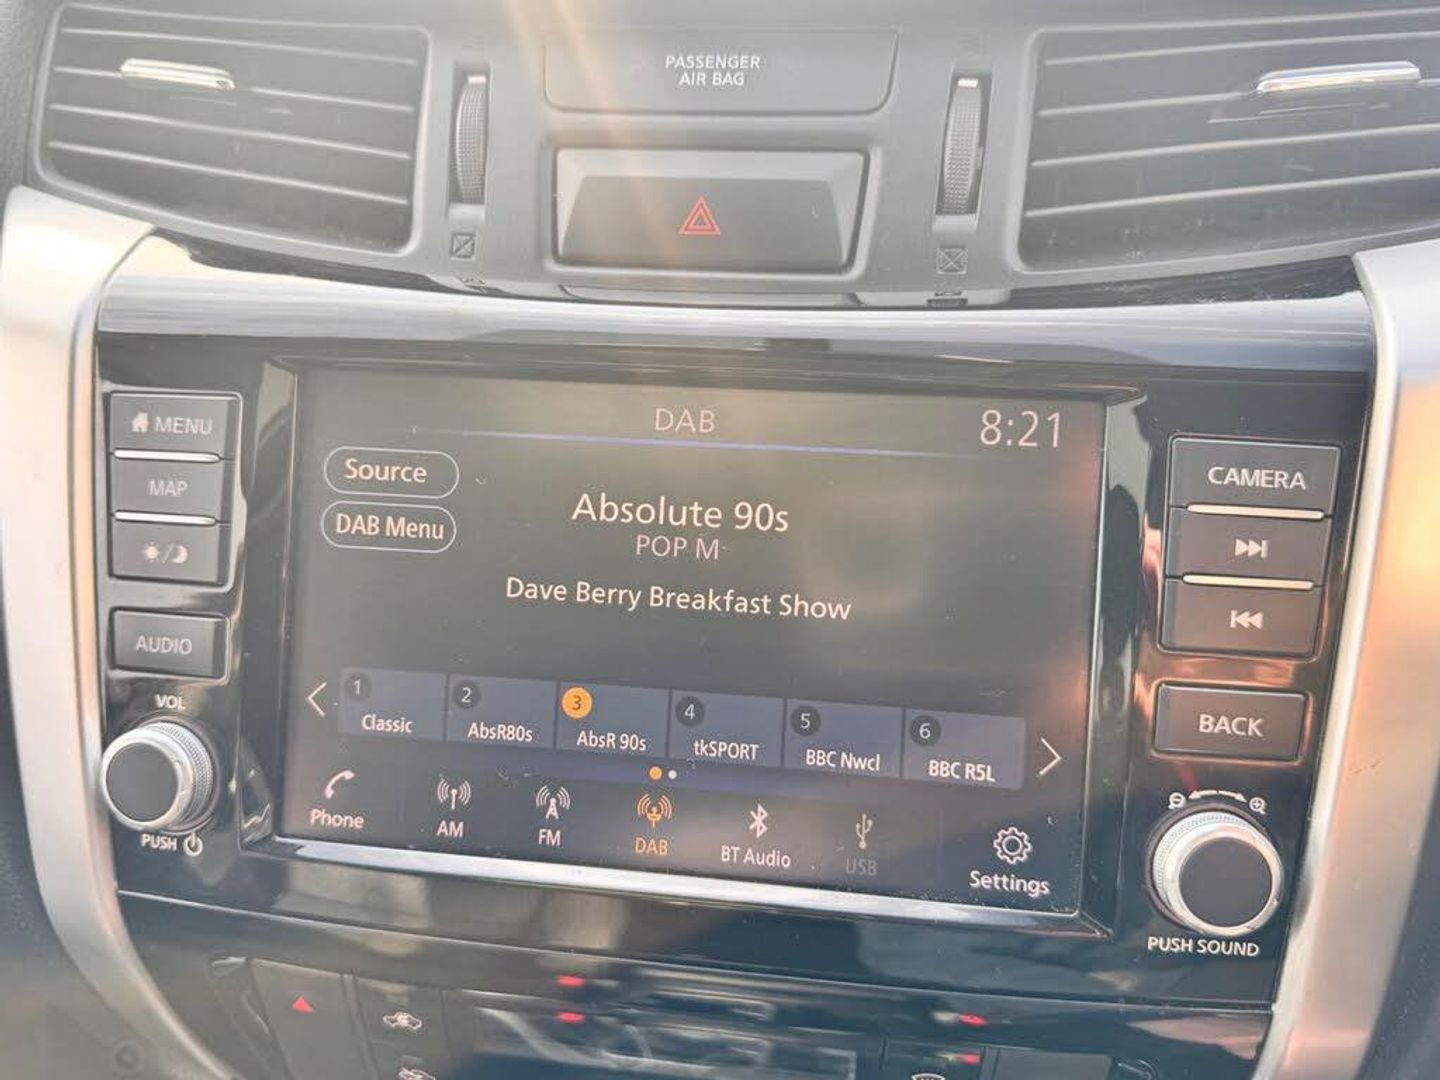 PASSENGER
AIR BAG
MENU
MAP
AUDIO
VOL
PUSH
DAB
8:21
Source
DAB Menu
Absolute 90s
POP M
Dave Berry Breakfast Show
1
Classic
2
AbsR80s
3
AbsR 90s
4
tkSPORT
5
BBC Nwcl
6
BBC R5L
Phone
AM
FM
DAB
BT Audio
USB
Settings
CAMERA
BACK
PUSH SOUND